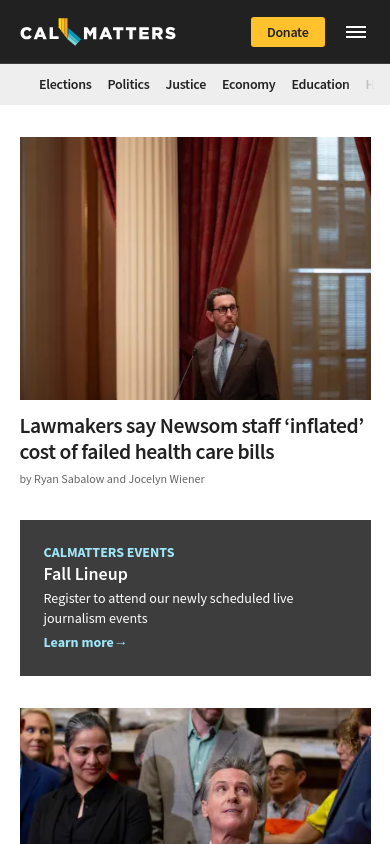 CAL MATTERS
Donate
Elections Politics Justice Economy Education H
Lawmakers say Newsom staff ‘inflated’
cost of failed health care bills
by Ryan Sabalow and Jocelyn Wiener
CALMATTERS EVENTS
Fall Lineup
Register to attend our newly scheduled live
journalism events
Learn more→